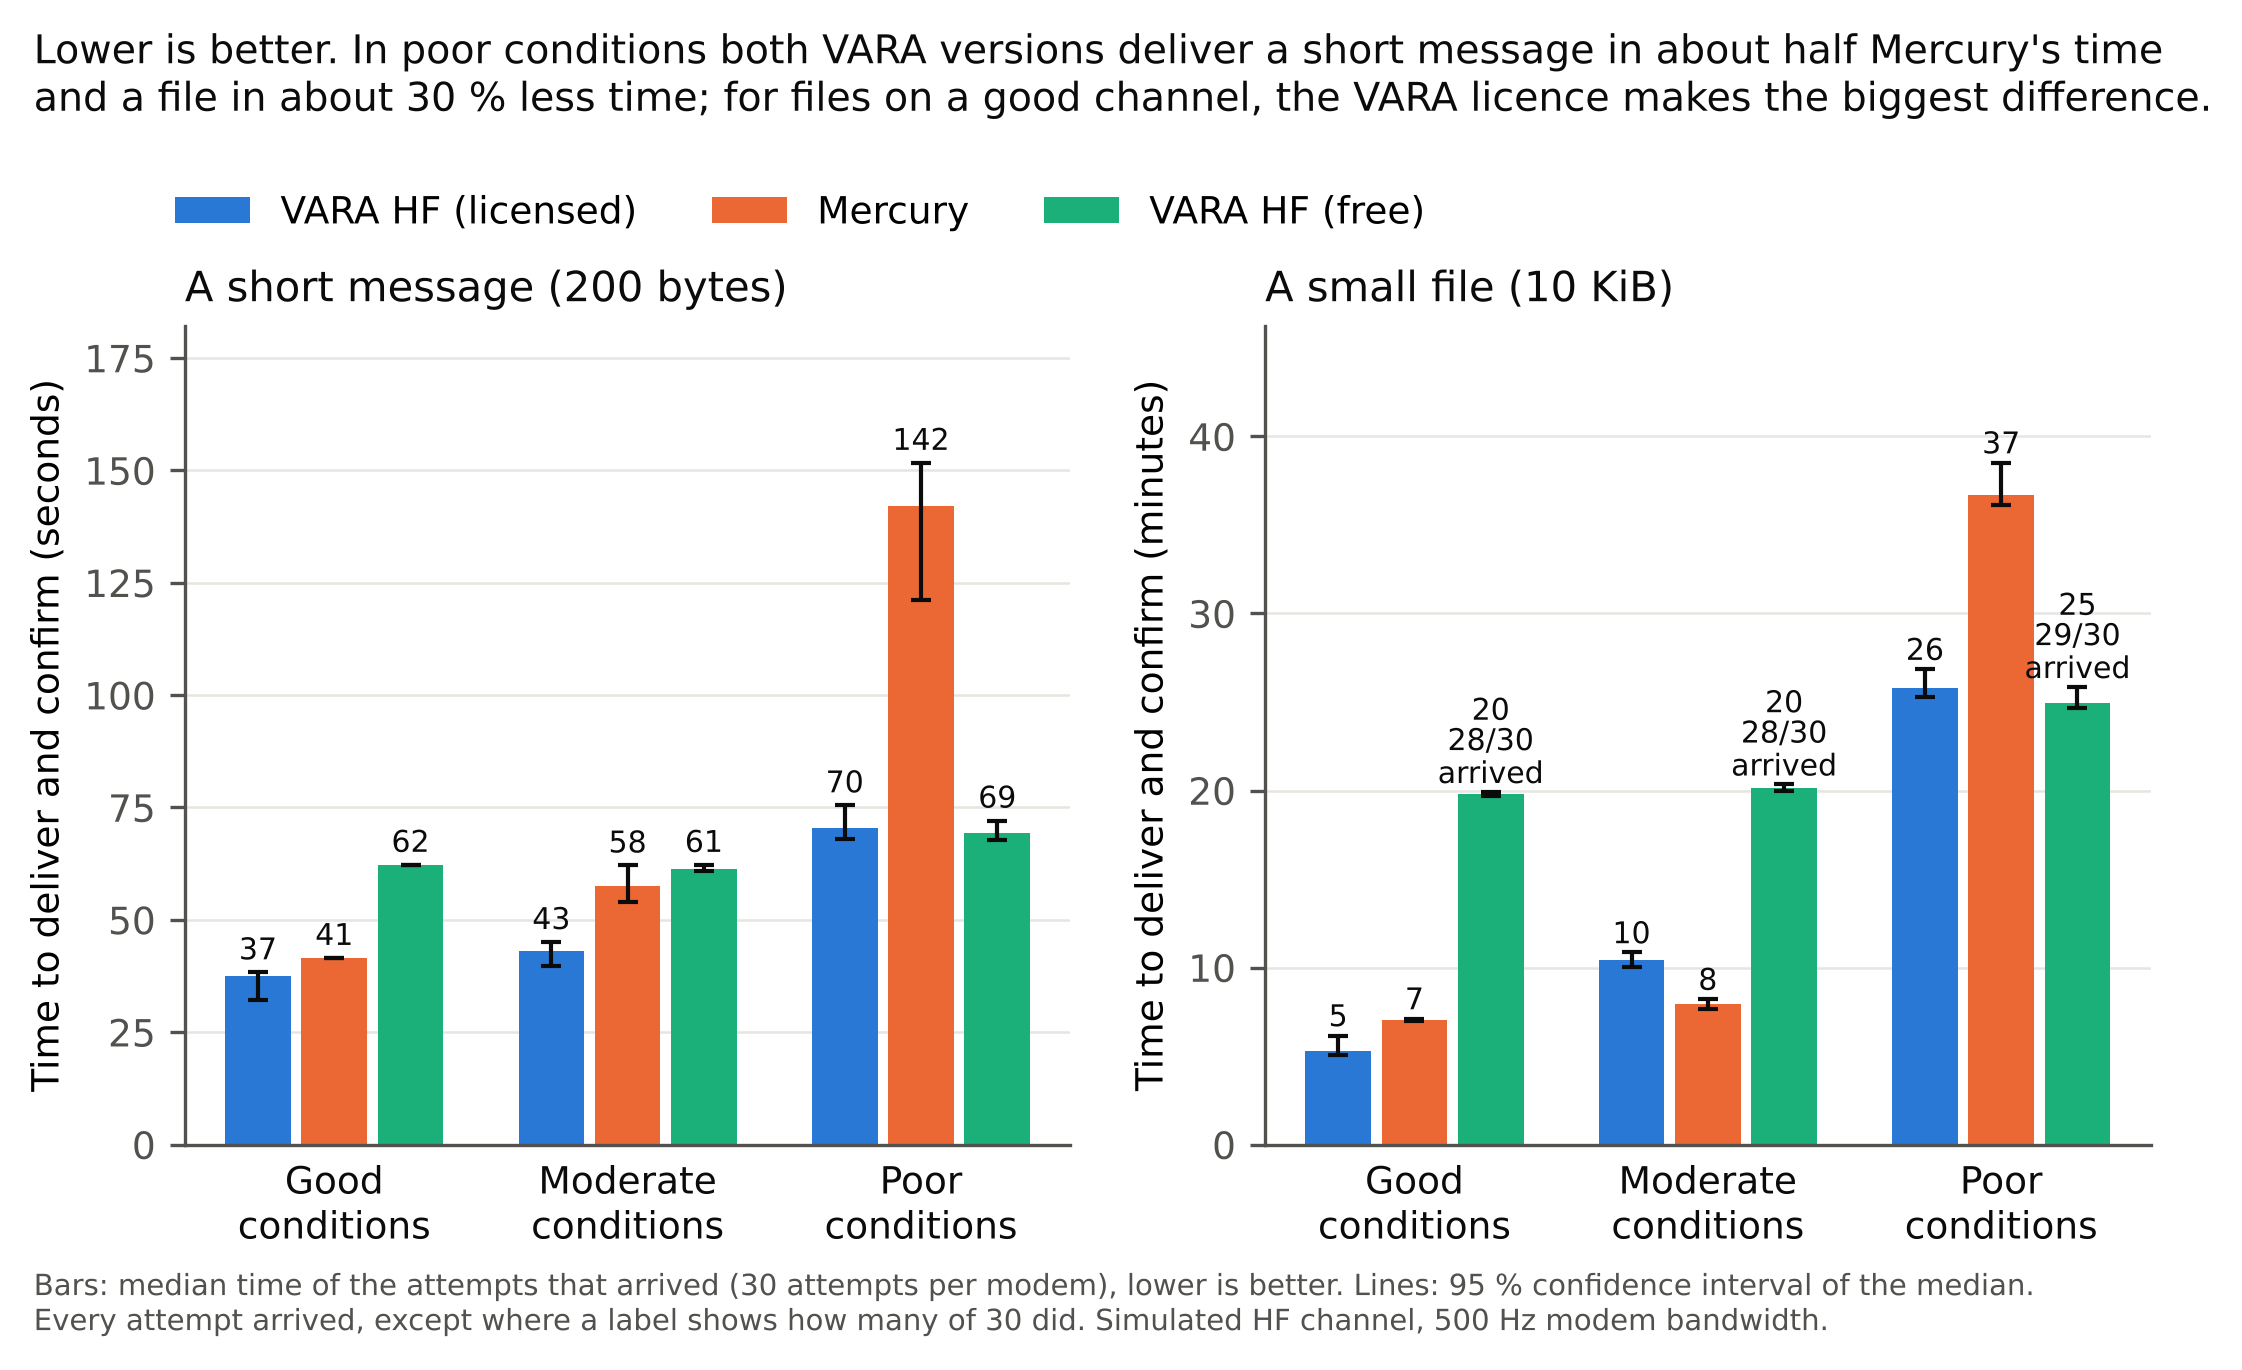 Lower is better. In poor conditions both VARA versions deliver a short message in about half Mercury's time
and a file in about 30 % less time; for files on a good channel, the VARA licence makes the biggest difference.
VARA HF (licensed)
Mercury
VARA HF (free)
A short message (200 bytes)
Time to deliver and confirm (seconds)
175
150
125
100
75
50
25
0
37
41
62
43
58
61
70
142
69
Good
conditions
Moderate
conditions
Poor
conditions
A small file (10 KiB)
Time to deliver and confirm (minutes)
40
30
20
10
0
5
7
20
28/30
arrived
10
8
20
28/30
arrived
26
37
25
29/30
arrived
Good
conditions
Moderate
conditions
Poor
conditions
Bars: median time of the attempts that arrived (30 attempts per modem), lower is better. Lines: 95 % confidence interval of the median.
Every attempt arrived, except where a label shows how many of 30 did. Simulated HF channel, 500 Hz modem bandwidth.